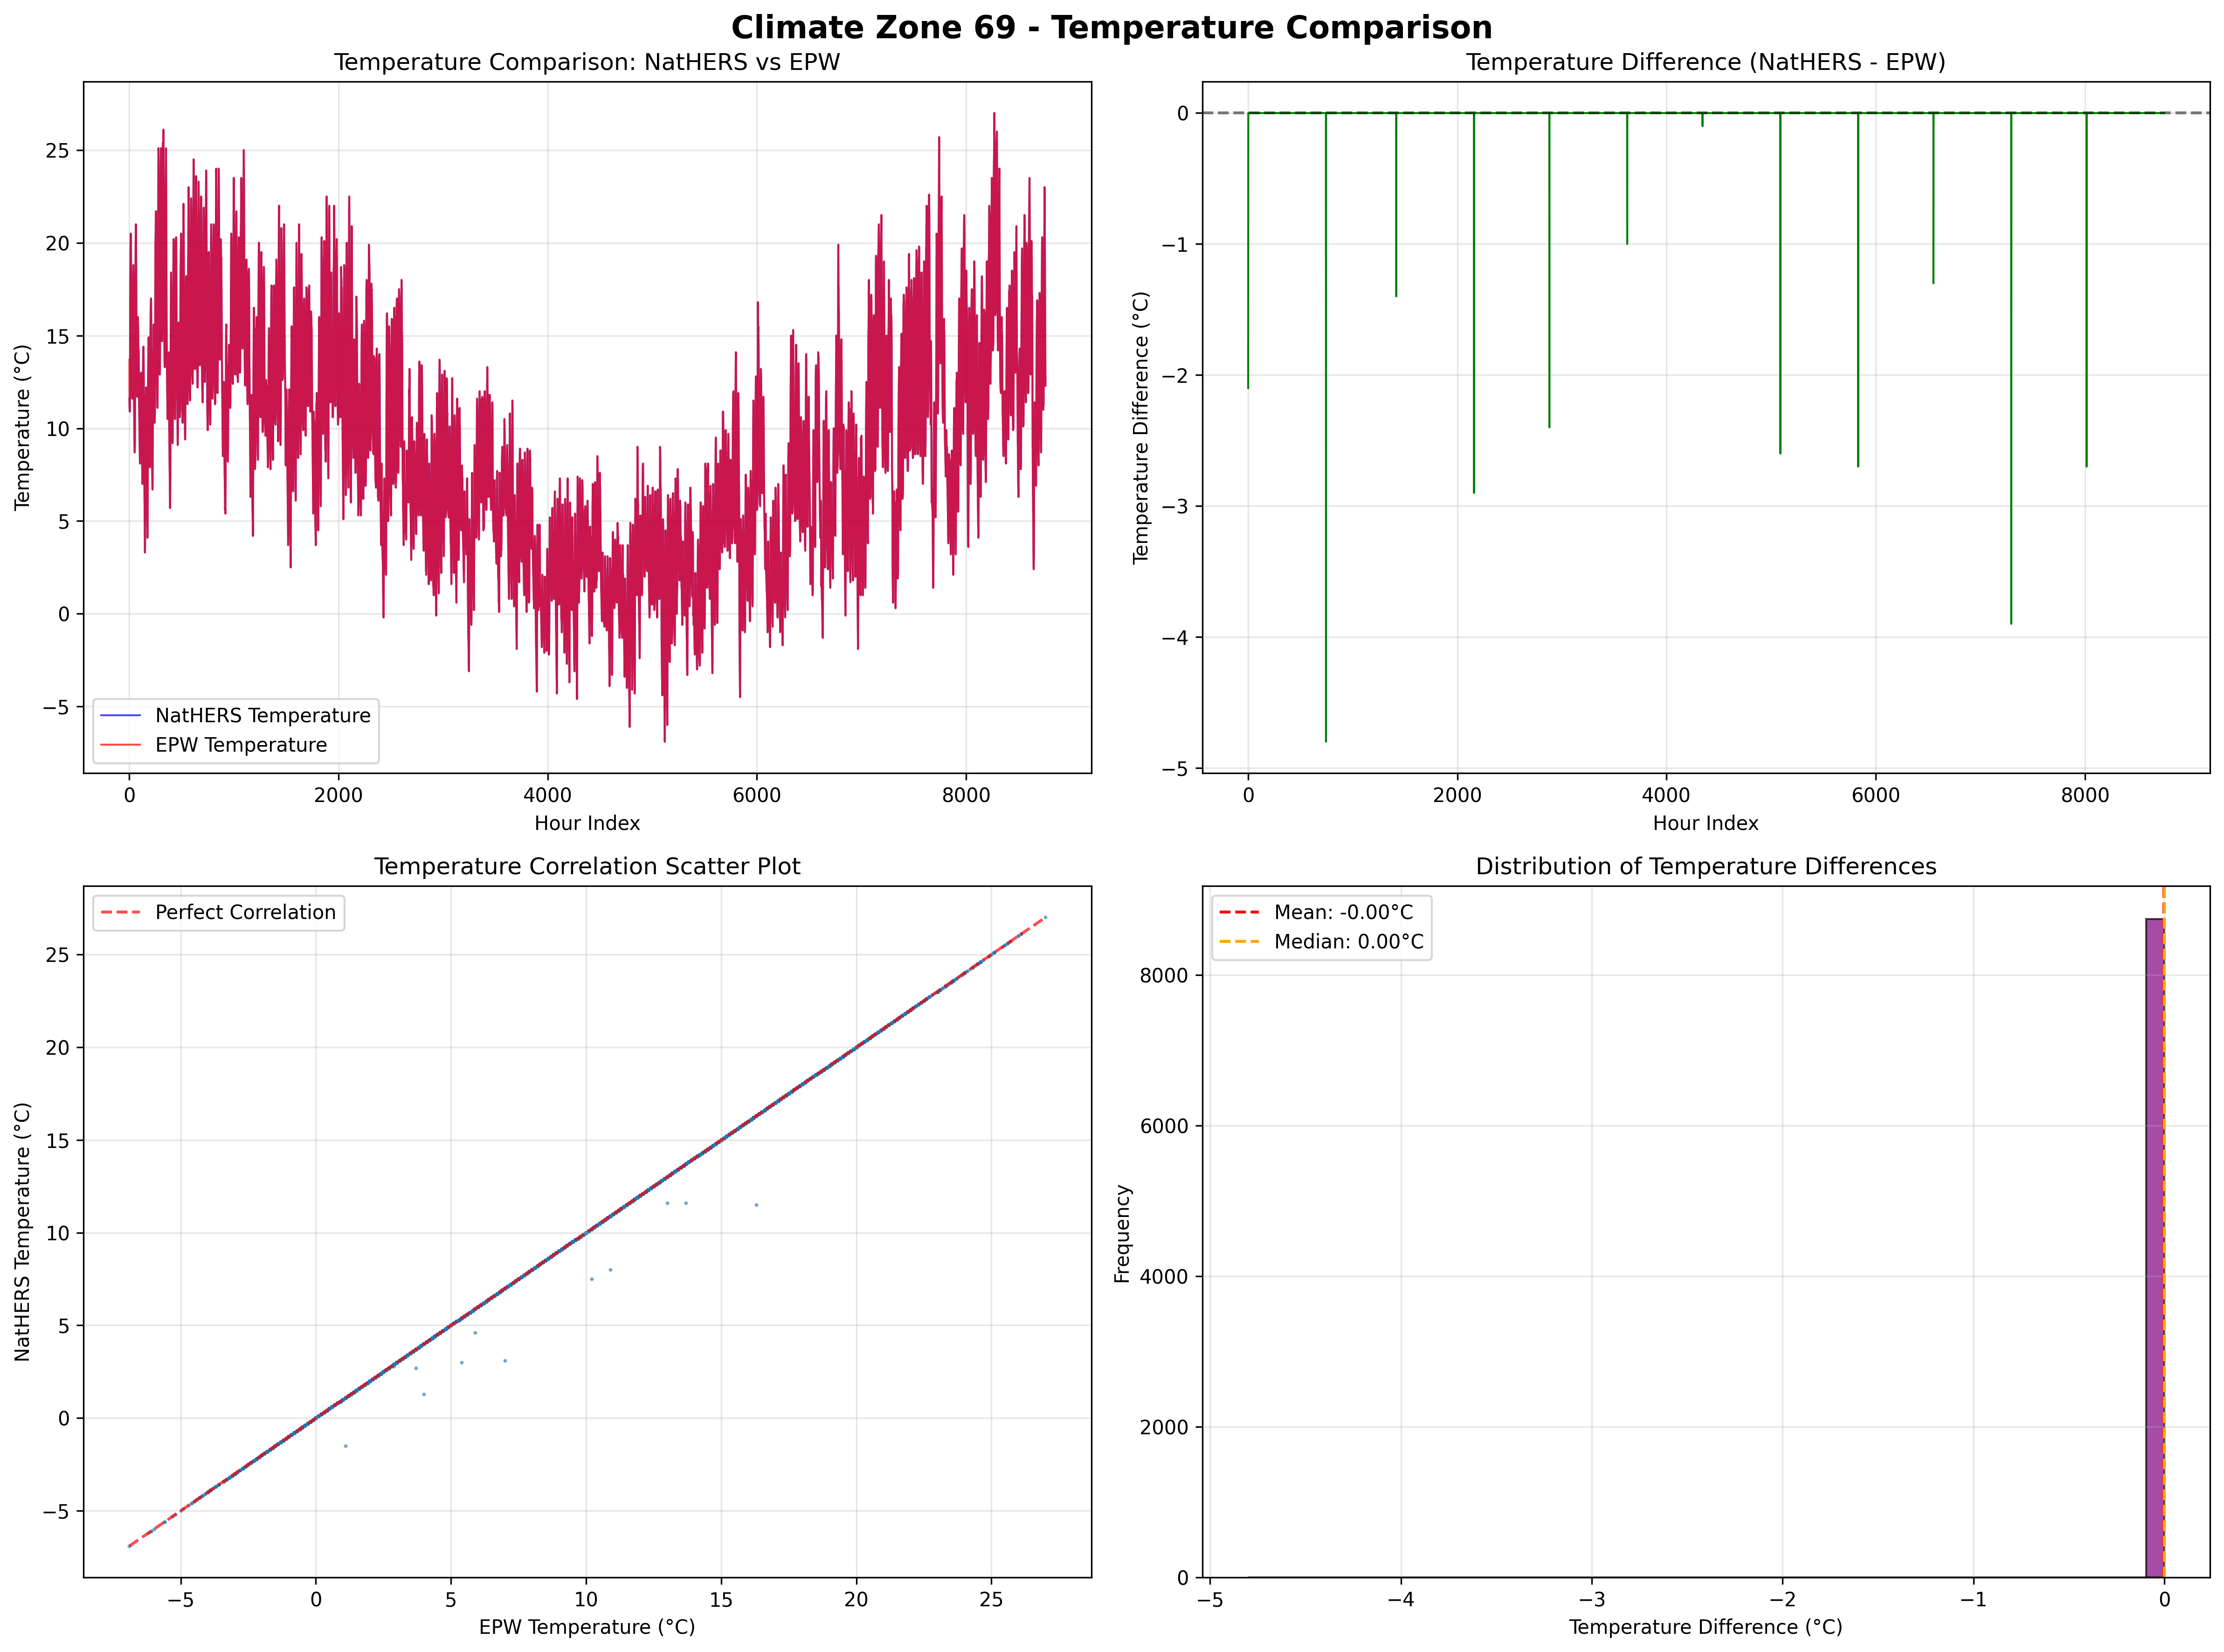 Climate Zone 69 - Temperature Comparison
Temperature Comparison: NatHERS vs EPW
Temperature (°C)
25
20
15
10
5
0
−5
0
2000
4000
6000
8000
Hour Index
NatHERS Temperature
EPW Temperature
Temperature Difference (NatHERS - EPW)
Temperature Difference (°C)
0
−1
−2
−3
−4
−5
0
2000
4000
6000
8000
Hour Index
Temperature Correlation Scatter Plot
Perfect Correlation
NatHERS Temperature (°C)
25
20
15
10
5
0
−5
−5
0
5
10
15
20
25
EPW Temperature (°C)
Distribution of Temperature Differences
Mean: -0.00°C
Median: 0.00°C
Frequency
8000
6000
4000
2000
0
−5
−4
−3
−2
−1
0
Temperature Difference (°C)